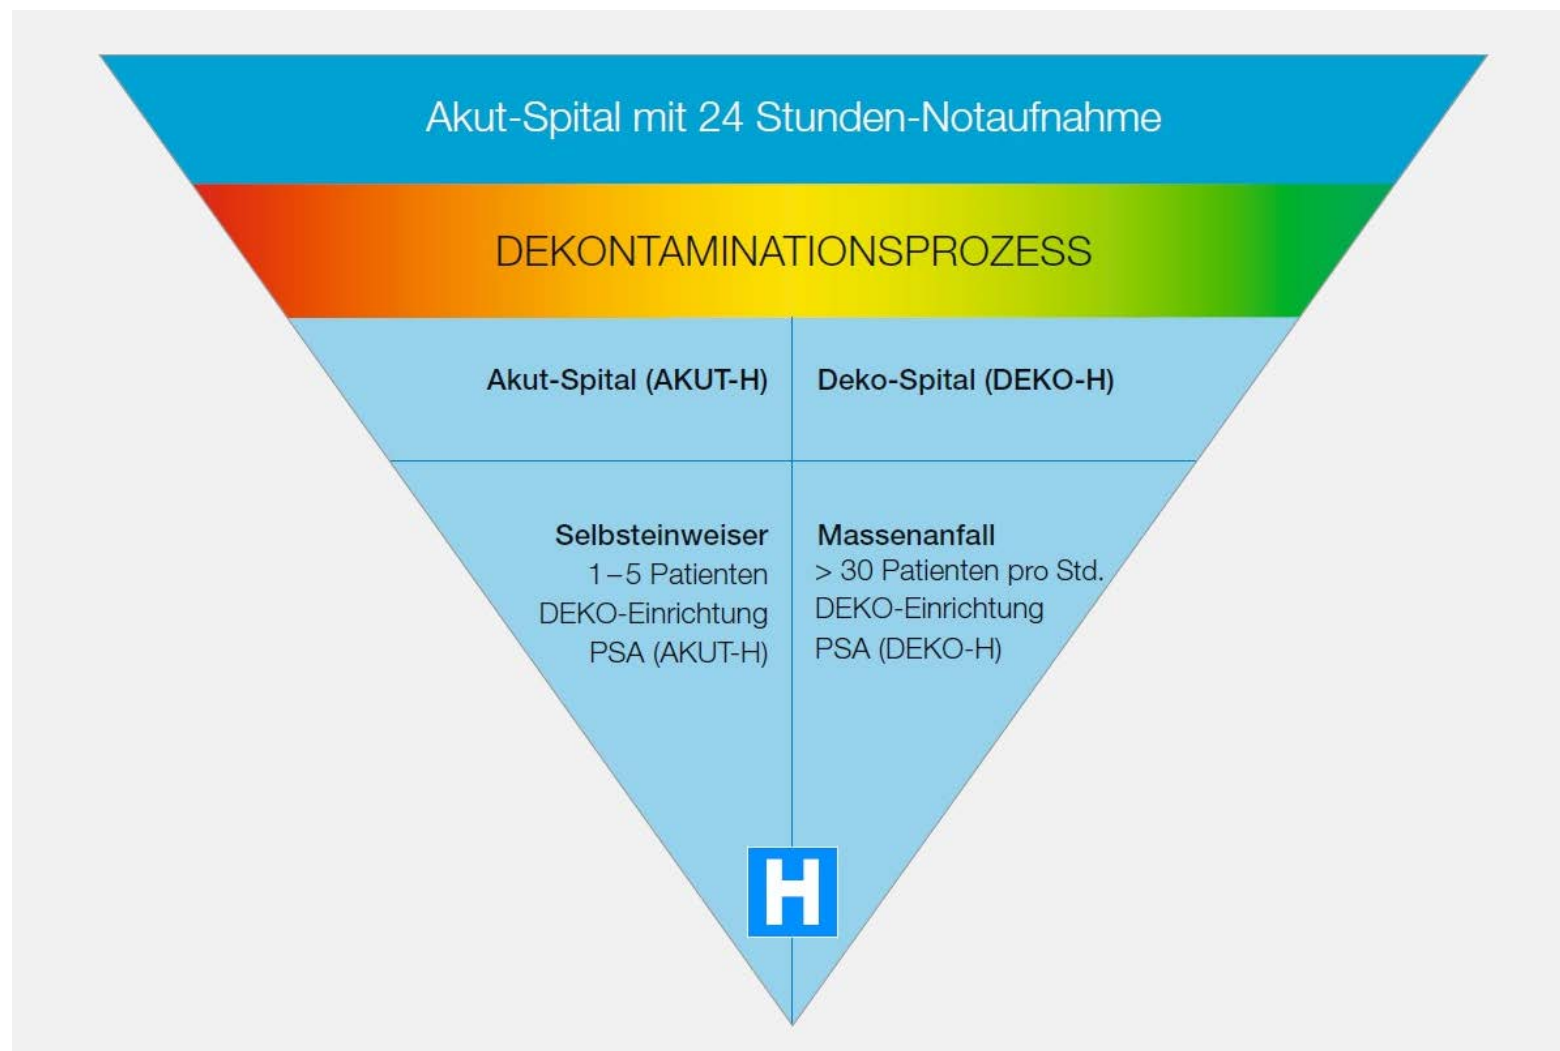 Akut-Spital mit 24 Stunden-Notaufnahme
DEKONTAMINATIONSPROZESS
Akut-Spital (AKUT-H)
Deko-Spital (DEKO-H)
Selbsteinweiser
1–5 Patienten
DEKO-Einrichtung
PSA (AKUT-H)
Massenanfall
> 30 Patienten pro Std.
DEKO-Einrichtung
PSA (DEKO-H)
H